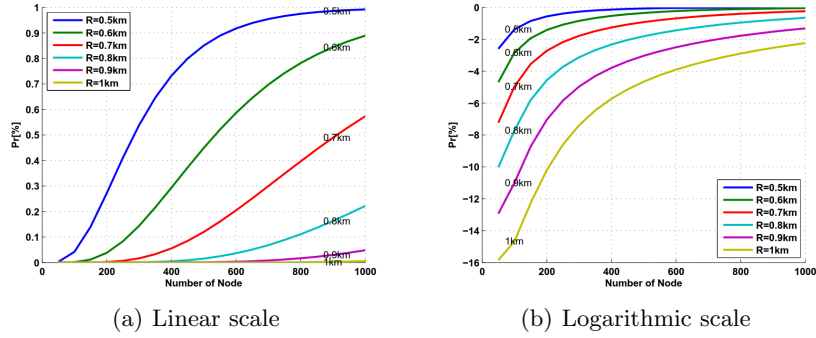 R=0.5km
R=0.6km
R=0.7km
R=0.8km
R=0.9km
R=1km
0.5km
0.6km
0.7km
0.8km
0.9km
1km
1
0.9
0.8
0.7
0.6
0.5
0.4
0.3
0.2
0.1
0
Pr[%]
0 200 400 600 800 1000
Number of Node
(a) Linear scale
0
−2
−4
−6
−8
−10
−12
−14
−16
Pr[%]
0.5km
0.6km
0.7km
0.8km
0.9km
1km
R=0.5km
R=0.6km
R=0.7km
R=0.8km
R=0.9km
R=1km
0 200 400 600 800 1000
Number of Node
(b) Logarithmic scale